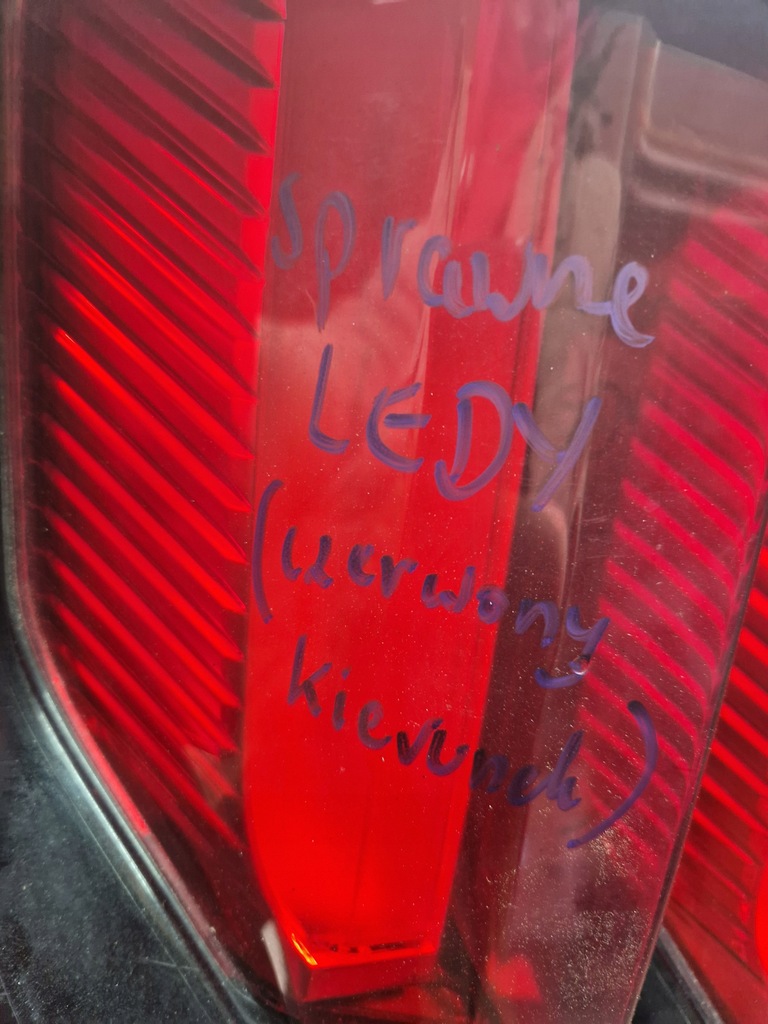 Sprawne
LEDY
(czerwony
kierunek)